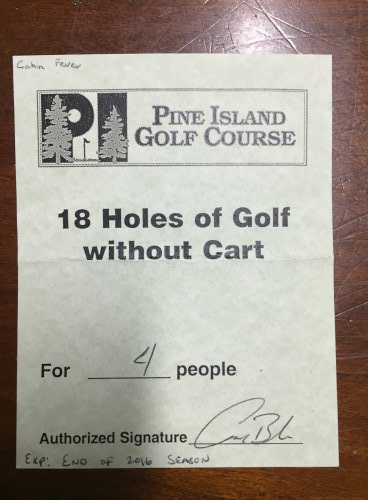 Cabin Fever
PI
PINE ISLAND
GOLF COURSE
18 Holes of Golf
without Cart
For 4 people
Authorized Signature
EXP: END OF 2016 SEASON